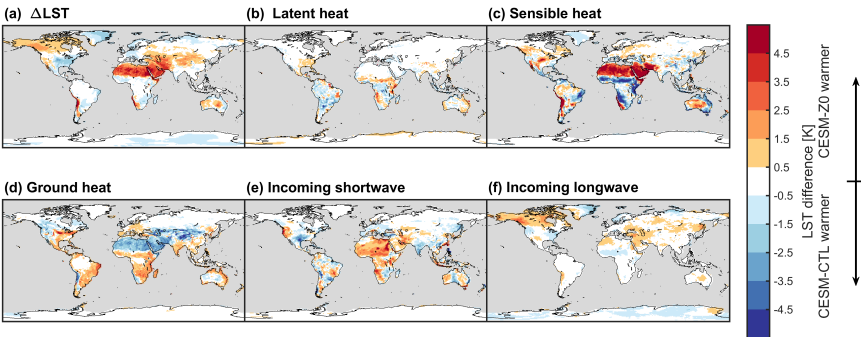 (a) ΔLST
(b) Latent heat
(c) Sensible heat
(d) Ground heat
(e) Incoming shortwave
(f) Incoming longwave
4.5
3.5
2.5
1.5
0.5
-0.5
-1.5
-2.5
-3.5
-4.5
LST difference [K]
CESM-Z0 warmer
CESM-CTL warmer